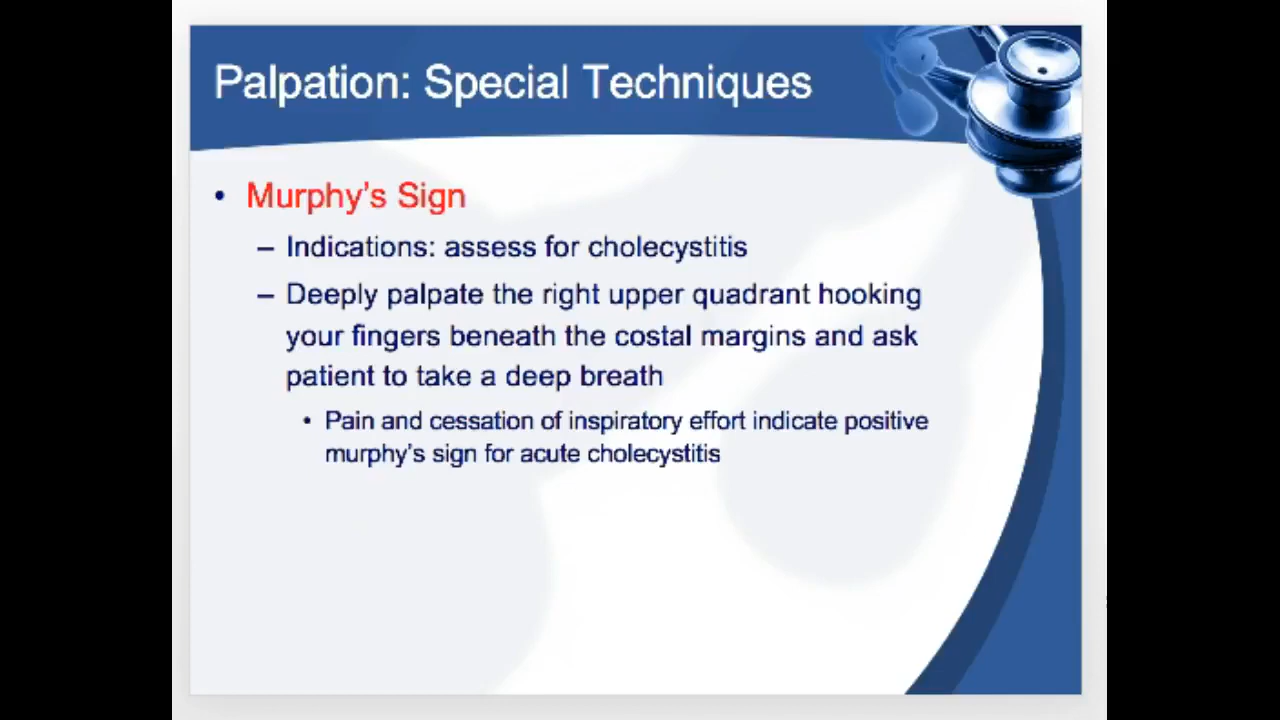 Palpation: Special Techniques
• Murphy's Sign
– Indications: assess for cholecystitis
– Deeply palpate the right upper quadrant hooking
your fingers beneath the costal margins and ask
patient to take a deep breath
• Pain and cessation of inspiratory effort indicate positive
murphy's sign for acute cholecystitis